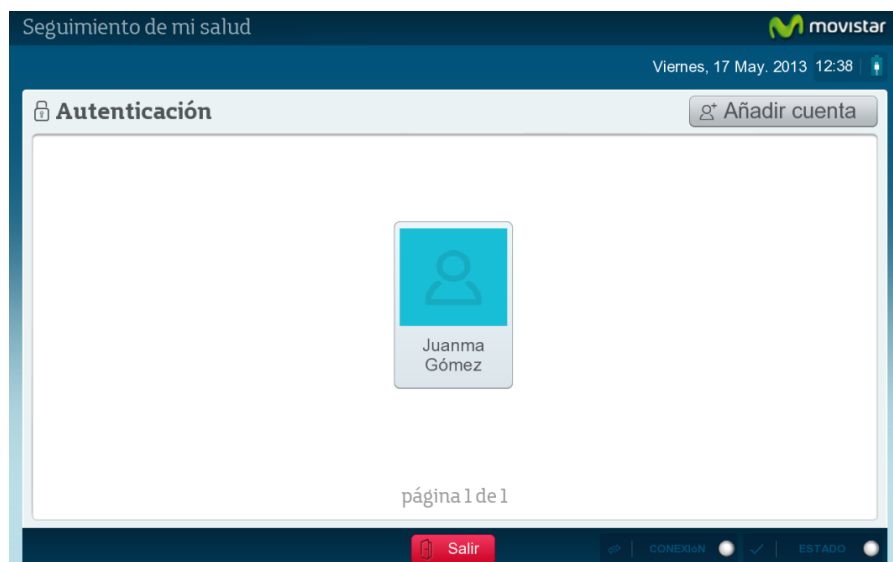 Seguimiento de mi salud
movistar
Viernes, 17 May. 2013 12:38
Autenticación
Añadir cuenta
Juanma
Gómez
página 1 de 1
Salir
CONEXIóN
ESTADO